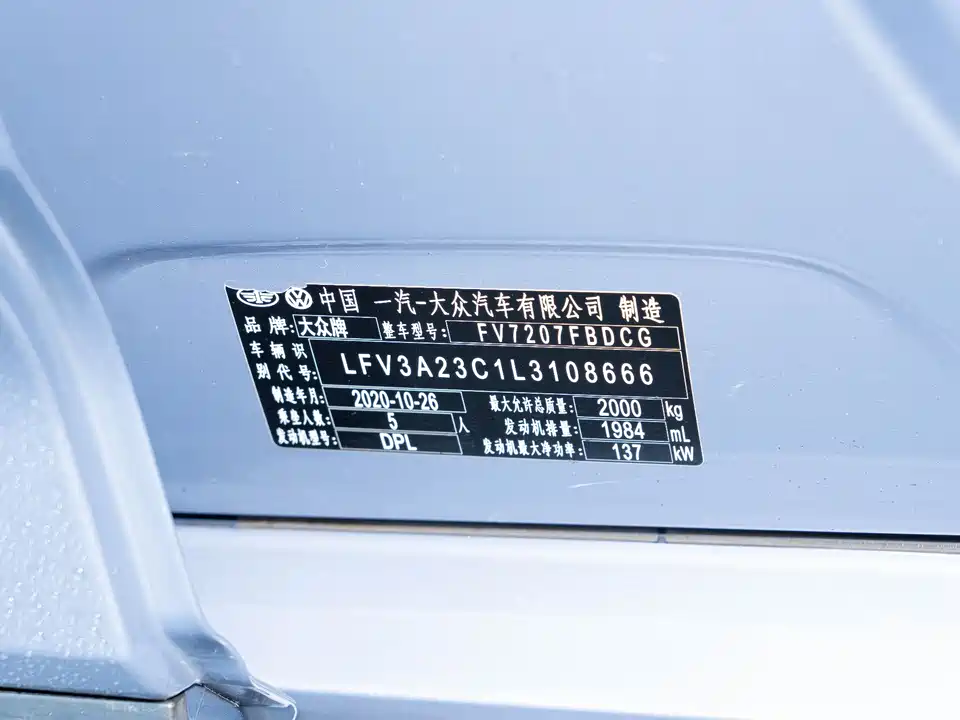 中国 一汽-大众汽车有限公司 制造
品牌: 大众牌 整车型号: FV7207FBDCG
车辆识别代号: LFV3A23C1L3108666
制造年月: 2020-10-26 最大允许总质量: 2000 kg
乘坐人数: 5 人 发动机排量: 1984 mL
发动机型号: DPL 发动机最大净功率: 137 kW